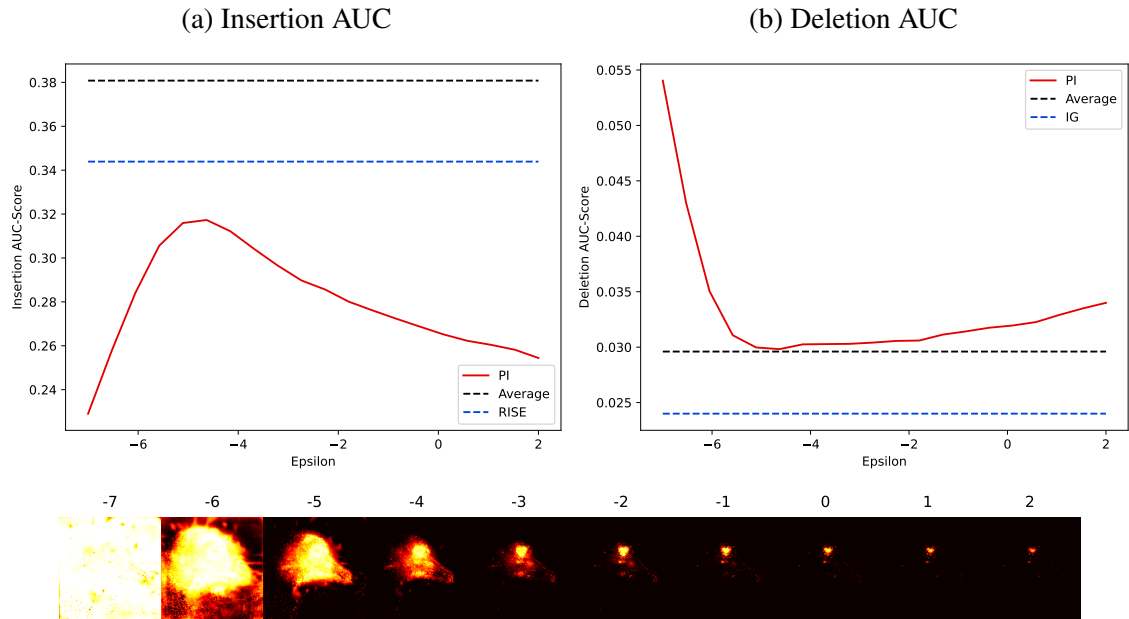 (a) Insertion AUC
(b) Deletion AUC
Insertion AUC-Score
0.38
0.36
0.34
0.32
0.30
0.28
0.26
0.24
PI
Average
RISE
−6
−4
−2
0
2
Epsilon
Deletion AUC-Score
0.055
0.050
0.045
0.040
0.035
0.030
0.025
PI
Average
IG
−6
−4
−2
0
2
Epsilon
-7 -6 -5 -4 -3 -2 -1 0 1 2